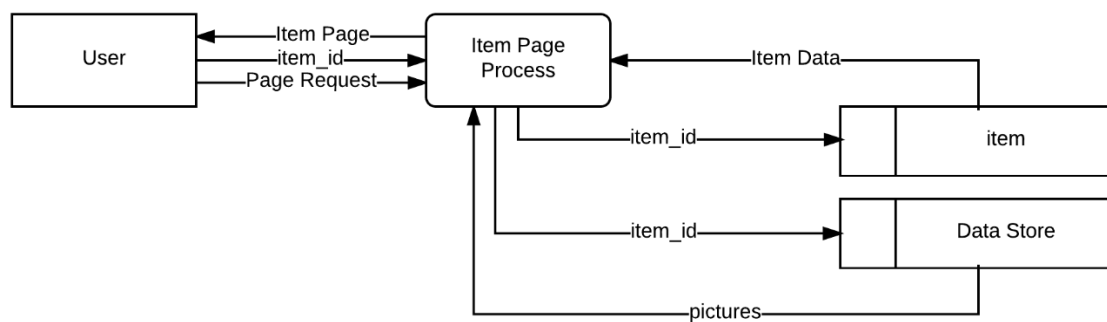 Item Page
User
item_id
Page Request
Item Page
Process
Item Data
item_id
item
item_id
Data Store
pictures